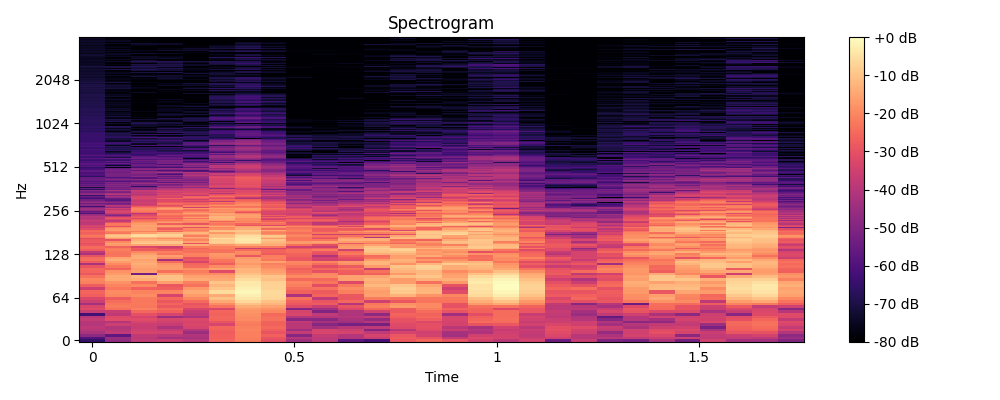 Spectrogram
Hz
2048
1024
512
256
128
64
0
0
0.5
1
1.5
Time
+0 dB
-10 dB
-20 dB
-30 dB
-40 dB
-50 dB
-60 dB
-70 dB
-80 dB